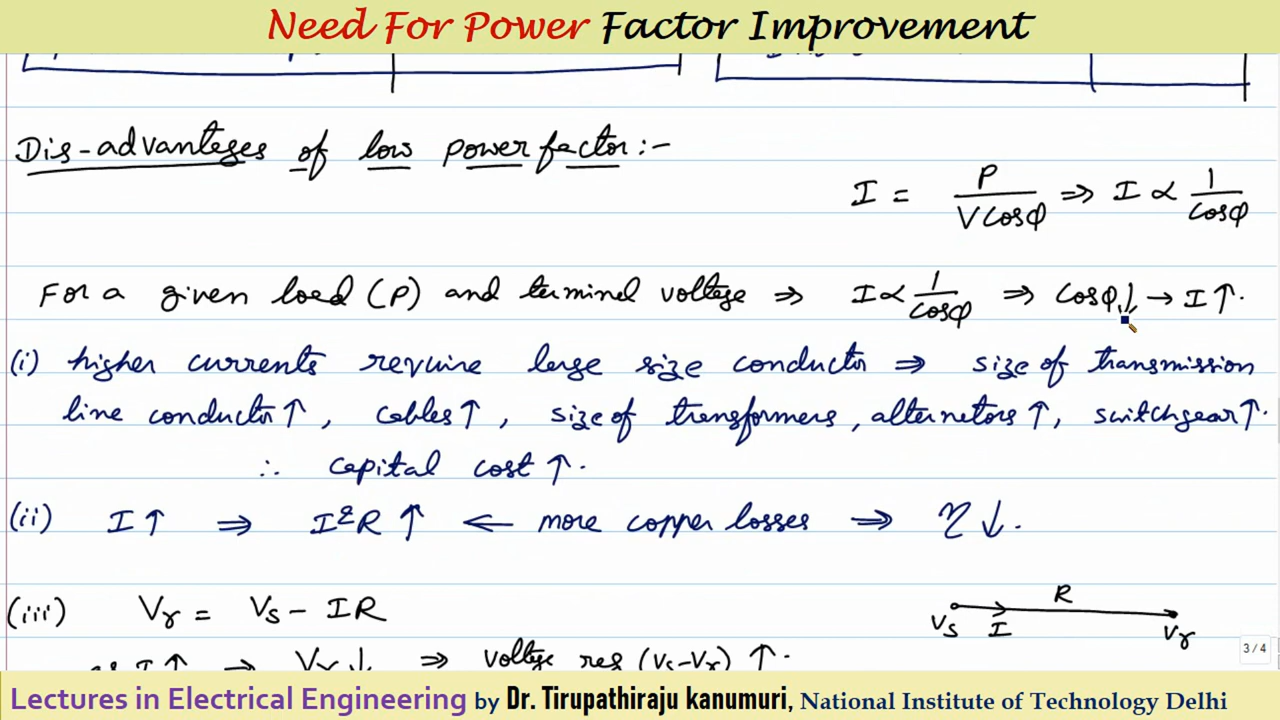 Need For Power Factor Improvement
Dis-advantages of low power factor:-
I = P / VCosφ ⇒ I ∝ 1 / Cosφ
For a given load (P) and terminal voltage ⇒ I ∝ 1 / Cosφ ⇒ Cosφ ↓ → I ↑.
(i) higher currents require large size conductor ⇒ size of transmission
line conductor ↑, cables ↑, size of transformers, alternators ↑, switchgear ↑.
∴ capital cost ↑.
(ii) I ↑ ⇒ I²R ↑ ← more copper losses ⇒ η ↓.
(iii) Vr = Vs - IR
R
Vs I Vr
as I ↑ → Vr ↓ ⇒ voltage reg (Vs-Vr) ↑.
3 / 4
Lectures in Electrical Engineering by Dr. Tirupathiraju kanumuri, National Institute of Technology Delhi